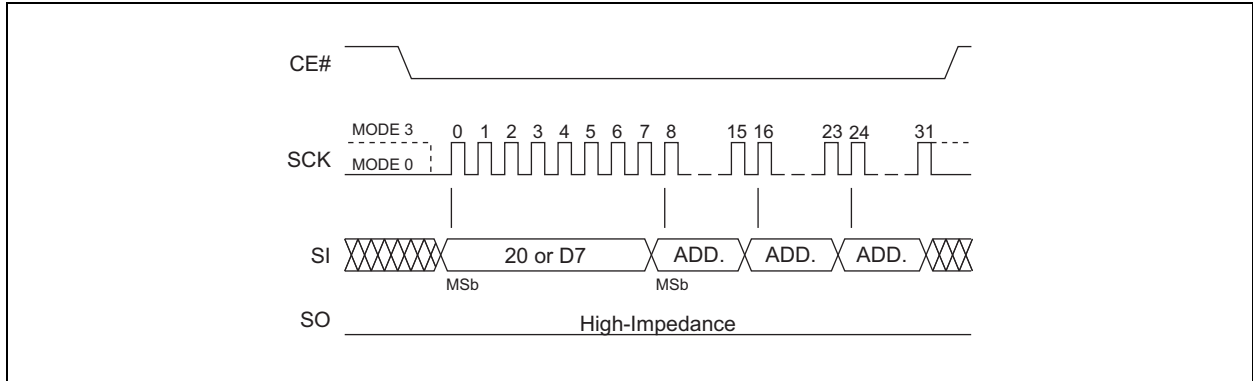 CE#
MODE 3
0 1 2 3 4 5 6 7 8 15 16 23 24 31
SCK
MODE 0
SI
20 or D7
ADD.
ADD.
ADD.
MSb
MSb
SO
High-Impedance